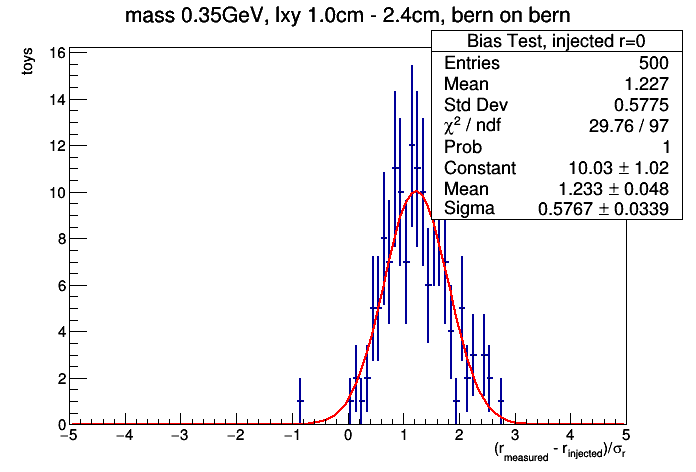 mass 0.35GeV, lxy 1.0cm - 2.4cm, bern on bern
Bias Test, injected r=0
Entries 500
Mean 1.227
Std Dev 0.5775
χ² / ndf 29.76 / 97
Prob 1
Constant 10.03 ± 1.02
Mean 1.233 ± 0.048
Sigma 0.5767 ± 0.0339
toys
16
14
12
10
8
6
4
2
0
−5 −4 −3 −2 −1 0 1 2 3 4 5
(r_measured - r_injected)/σ_r